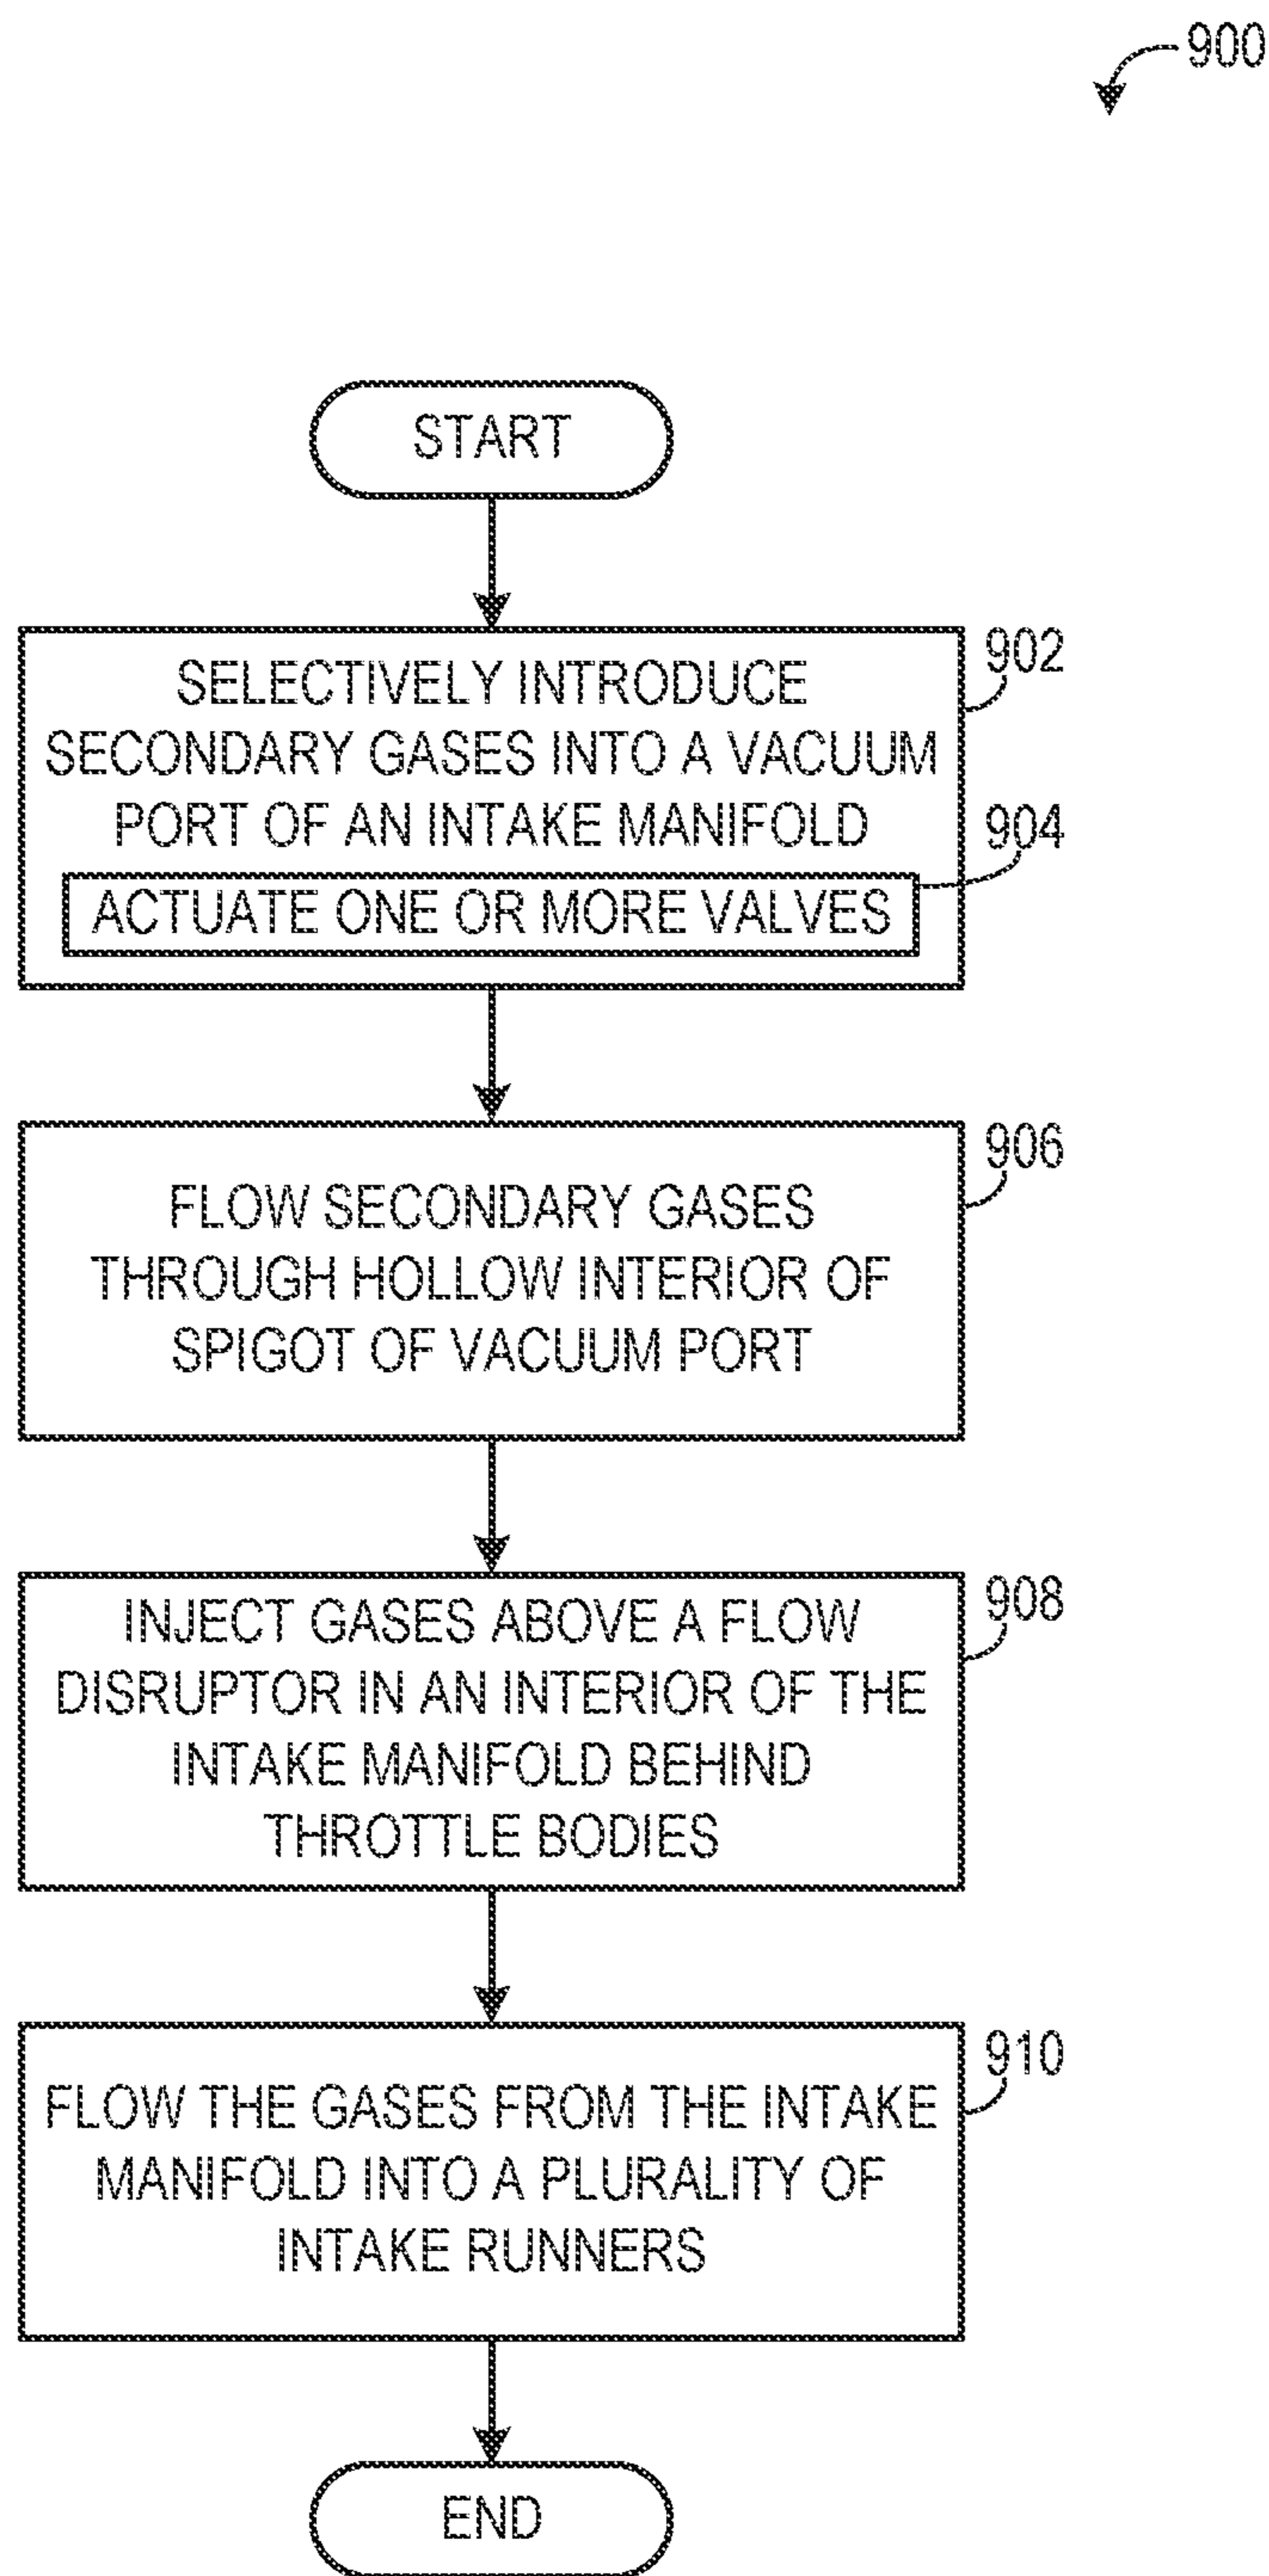 900
START
902
SELECTIVELY INTRODUCE
SECONDARY GASES INTO A VACUUM
PORT OF AN INTAKE MANIFOLD
904
ACTUATE ONE OR MORE VALVES
906
FLOW SECONDARY GASES
THROUGH HOLLOW INTERIOR OF
SPIGOT OF VACUUM PORT
908
INJECT GASES ABOVE A FLOW
DISRUPTOR IN AN INTERIOR OF THE
INTAKE MANIFOLD BEHIND
THROTTLE BODIES
910
FLOW THE GASES FROM THE INTAKE
MANIFOLD INTO A PLURALITY OF
INTAKE RUNNERS
END